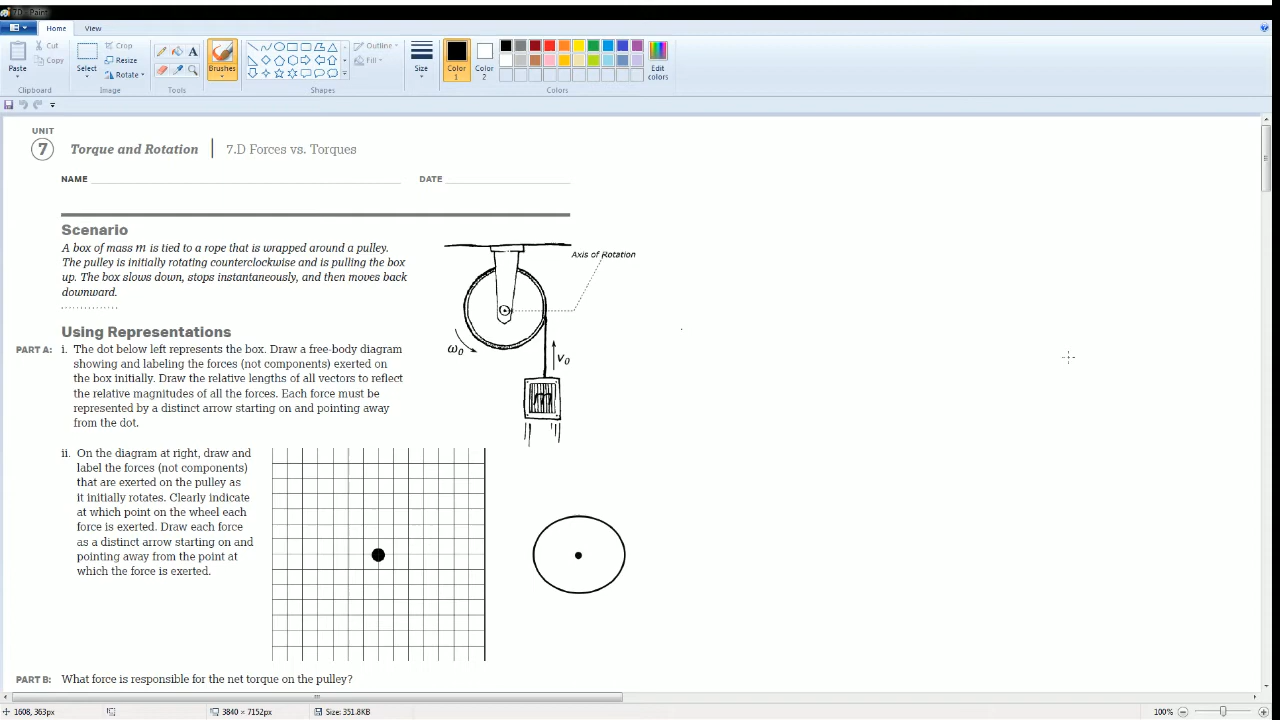 7D - Paint
Home
View
Paste
Cut
Copy
Clipboard
Select
Crop
Resize
Rotate
Image
A
Tools
Brushes
Outline
Fill
Shapes
Size
Color
1
Color
2
Edit
colors
Colors
UNIT
7
Torque and Rotation
7.D Forces vs. Torques
NAME
DATE
Scenario
A box of mass m is tied to a rope that is wrapped around a pulley.
The pulley is initially rotating counterclockwise and is pulling the box
up. The box slows down, stops instantaneously, and then moves back
downward.
Axis of Rotation
ω0
v0
m
Using Representations
PART A: i. The dot below left represents the box. Draw a free-body diagram
showing and labeling the forces (not components) exerted on
the box initially. Draw the relative lengths of all vectors to reflect
the relative magnitudes of all the forces. Each force must be
represented by a distinct arrow starting on and pointing away
from the dot.
ii. On the diagram at right, draw and
label the forces (not components)
that are exerted on the pulley as
it initially rotates. Clearly indicate
at which point on the wheel each
force is exerted. Draw each force
as a distinct arrow starting on and
pointing away from the point at
which the force is exerted.
PART B: What force is responsible for the net torque on the pulley?
1608, 363px
3840 × 7152px
Size: 351.8KB
100%